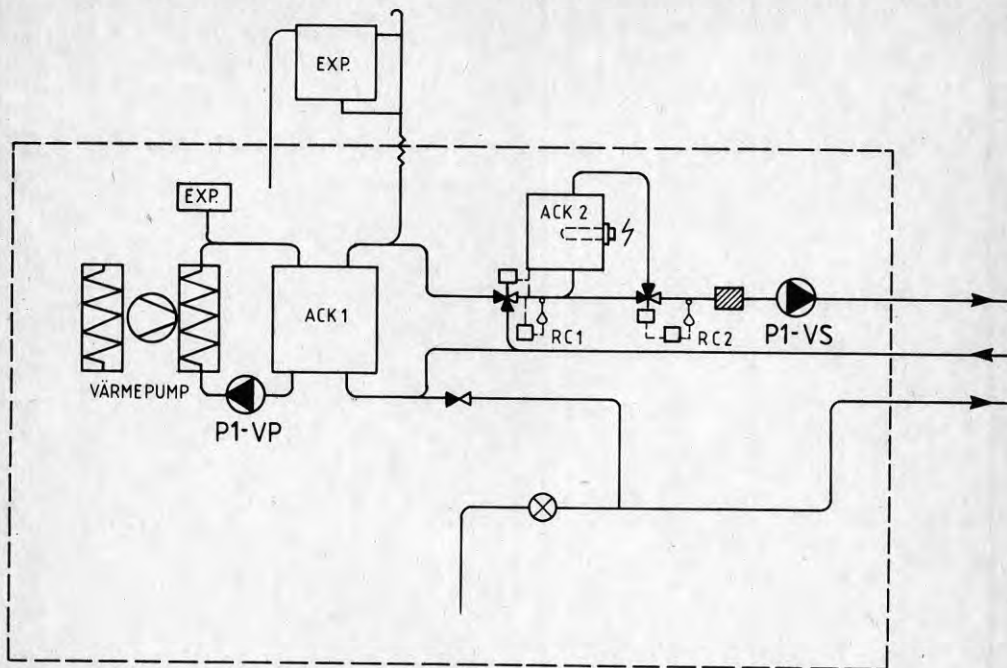 EXP.
EXP.
ACK 2
ACK 1
RC1
RC2
P1-VS
VÄRMEPUMP
P1-VP